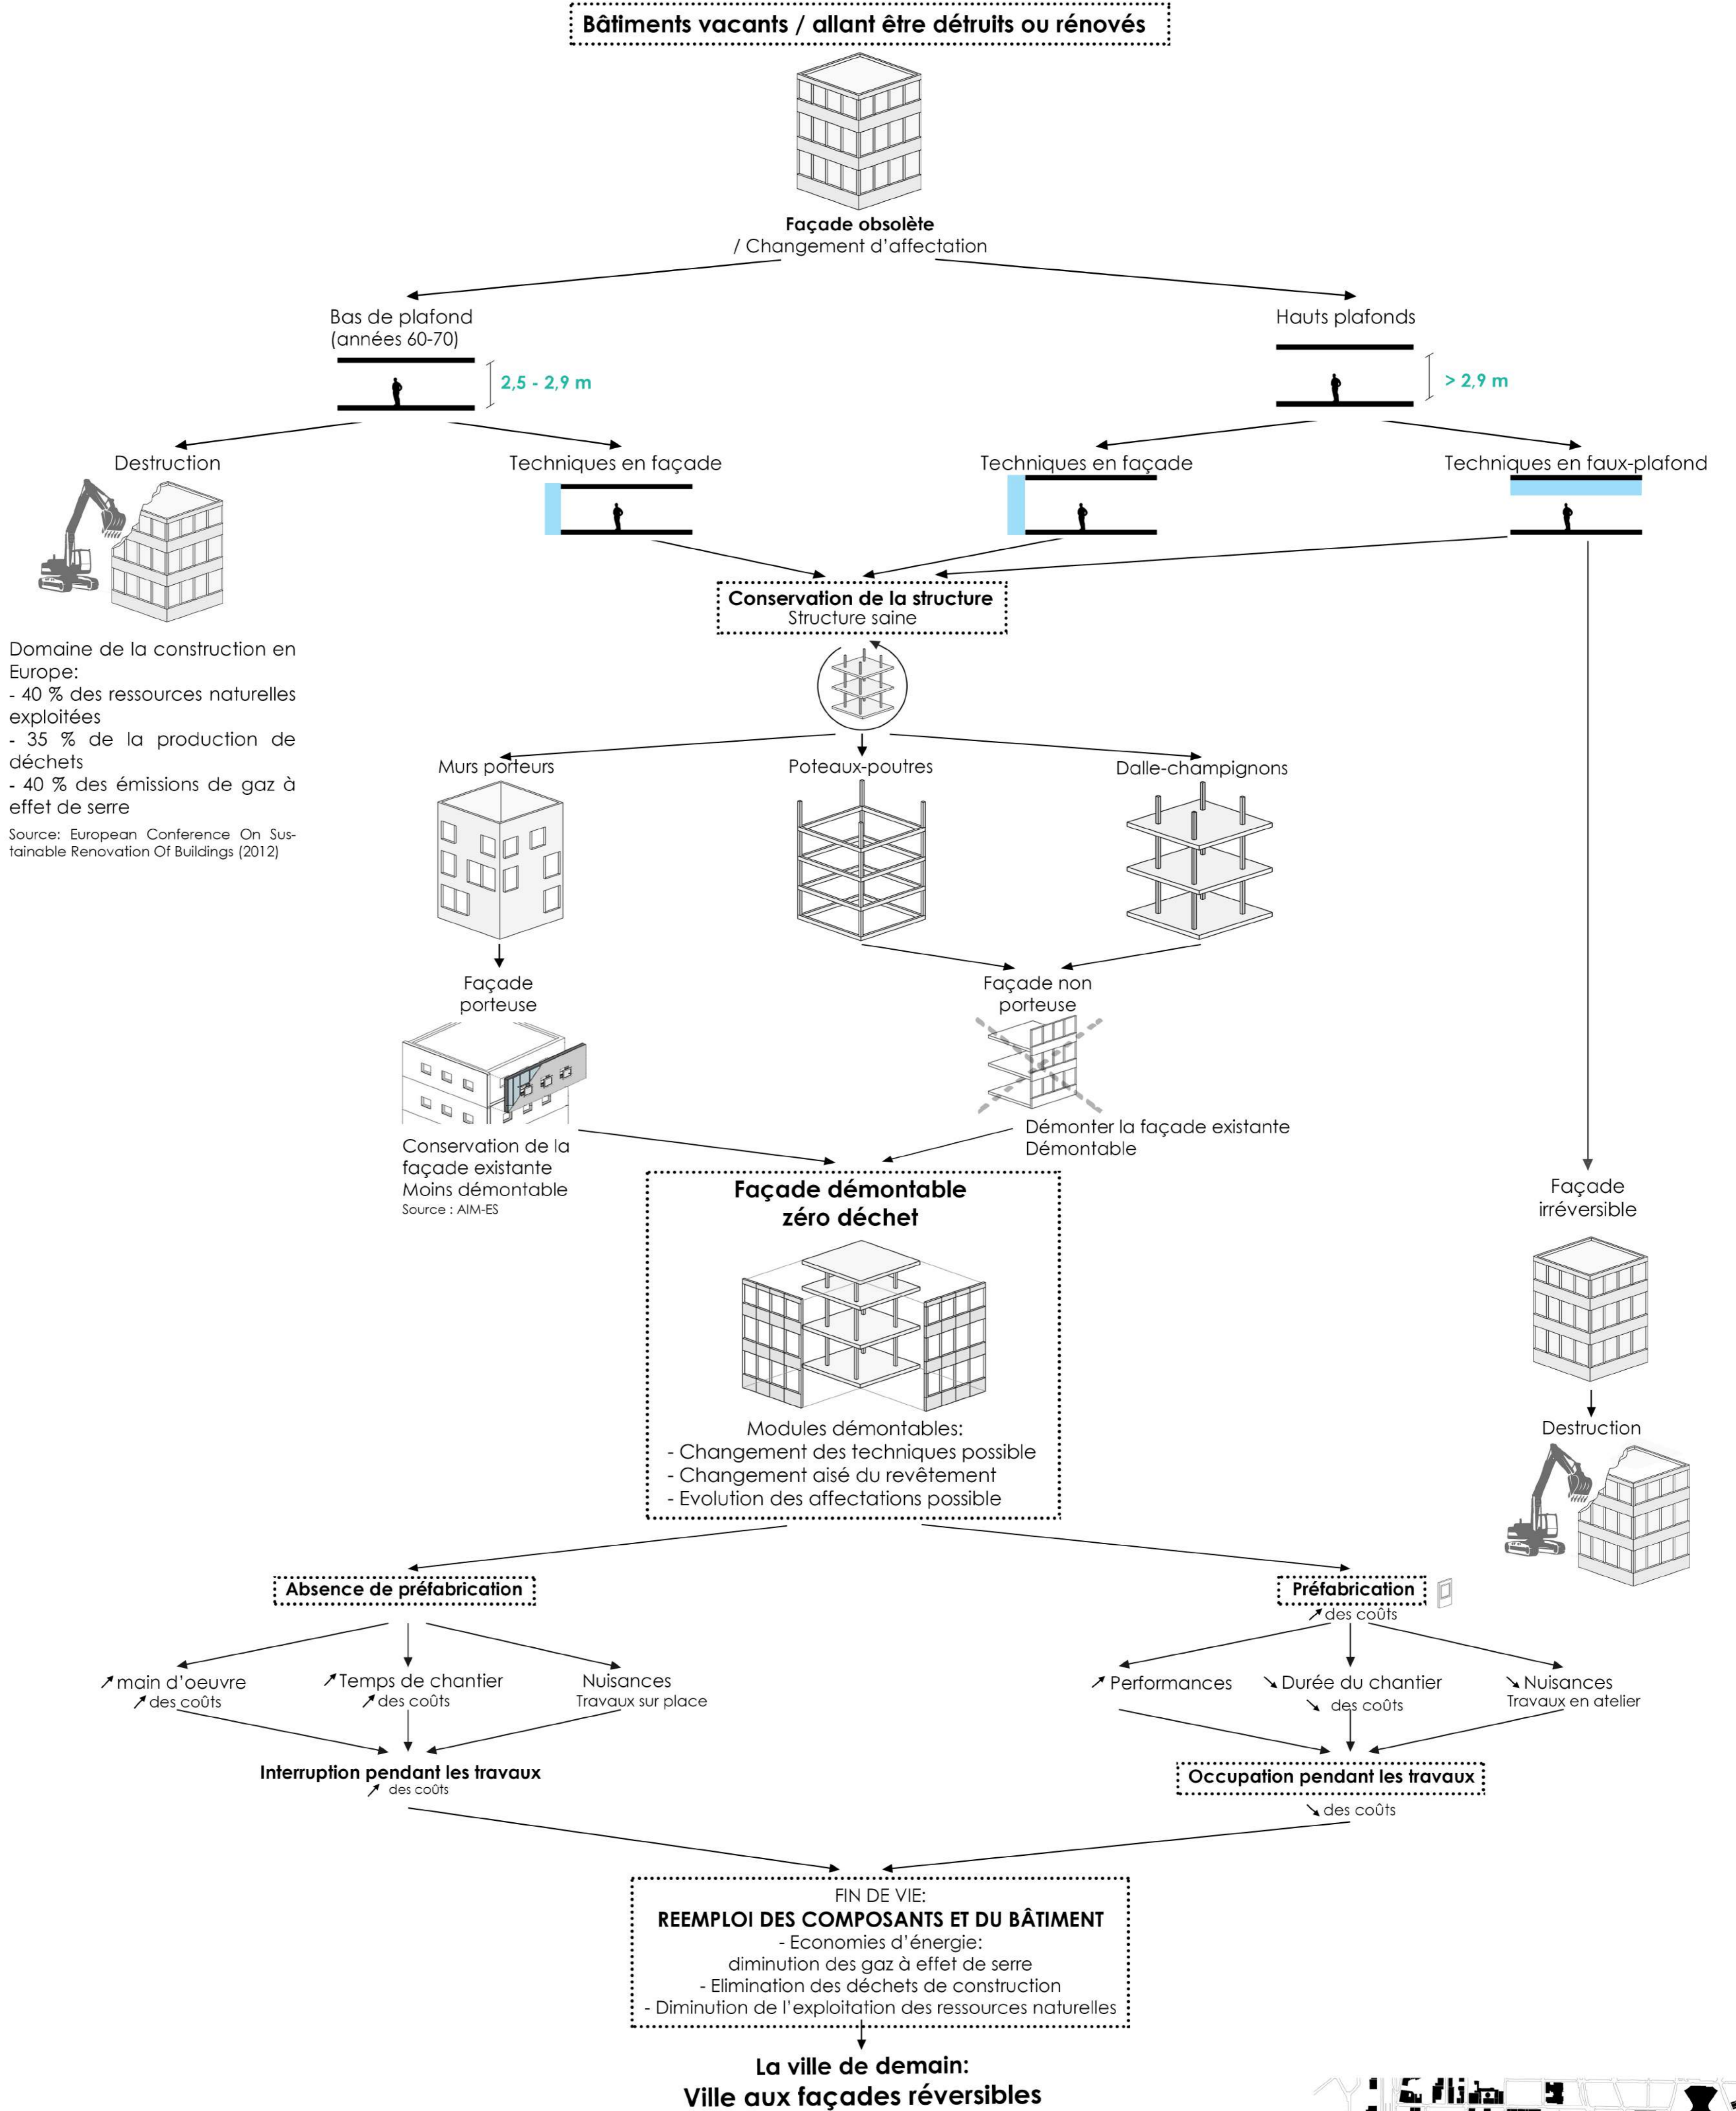 Bâtiments vacants / allant être détruits ou rénovés
Façade obsolète
/ Changement d'affectation
Bas de plafond
(années 60-70)
2,5 - 2,9 m
Hauts plafonds
> 2,9 m
Destruction
Techniques en façade
Techniques en façade
Techniques en faux-plafond
Conservation de la structure
Structure saine
Domaine de la construction en
Europe:
- 40 % des ressources naturelles
exploitées
- 35 % de la production de
déchets
- 40 % des émissions de gaz à
effet de serre
Source: European Conference On Sus-
tainable Renovation Of Buildings (2012)
Murs porteurs
Poteaux-poutres
Dalle-champignons
Façade
porteuse
Façade non
porteuse
Conservation de la
façade existante
Moins démontable
Source : AIM-ES
Démonter la façade existante
Démontable
Façade démontable
zéro déchet
Modules démontables:
- Changement des techniques possible
- Changement aisé du revêtement
- Evolution des affectations possible
Façade
irréversible
Destruction
Absence de préfabrication
↗ main d'oeuvre
↗ des coûts
↗ Temps de chantier
↗ des coûts
Nuisances
Travaux sur place
Interruption pendant les travaux
↗ des coûts
Préfabrication
↗ des coûts
↗ Performances
↘ Durée du chantier
↘ des coûts
↘ Nuisances
Travaux en atelier
Occupation pendant les travaux
↘ des coûts
FIN DE VIE:
REEMPLOI DES COMPOSANTS ET DU BÂTIMENT
- Economies d'énergie:
diminution des gaz à effet de serre
- Elimination des déchets de construction
- Diminution de l'exploitation des ressources naturelles
La ville de demain:
Ville aux façades réversibles